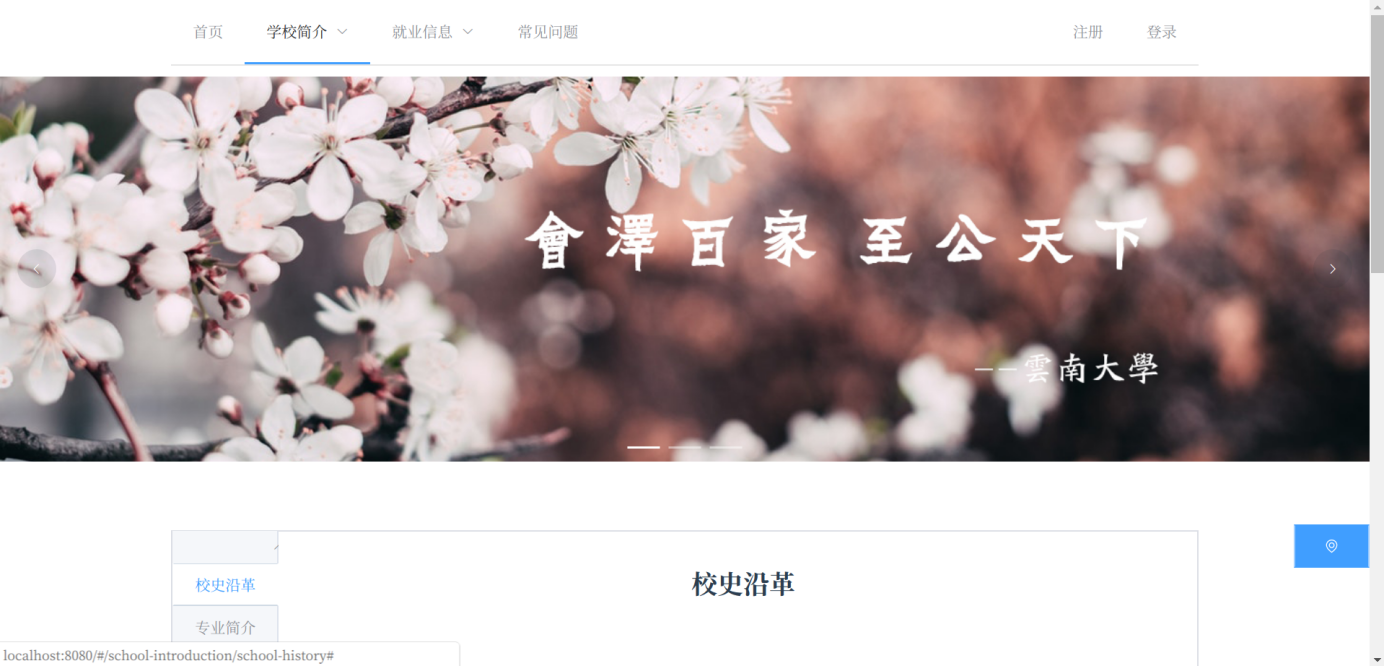 首页 学校简介 就业信息 常见问题 注册 登录
會澤百家 至公天下
——雲南大學
校史沿革
校史沿革
专业简介
localhost:8080/#/school-introduction/school-history#